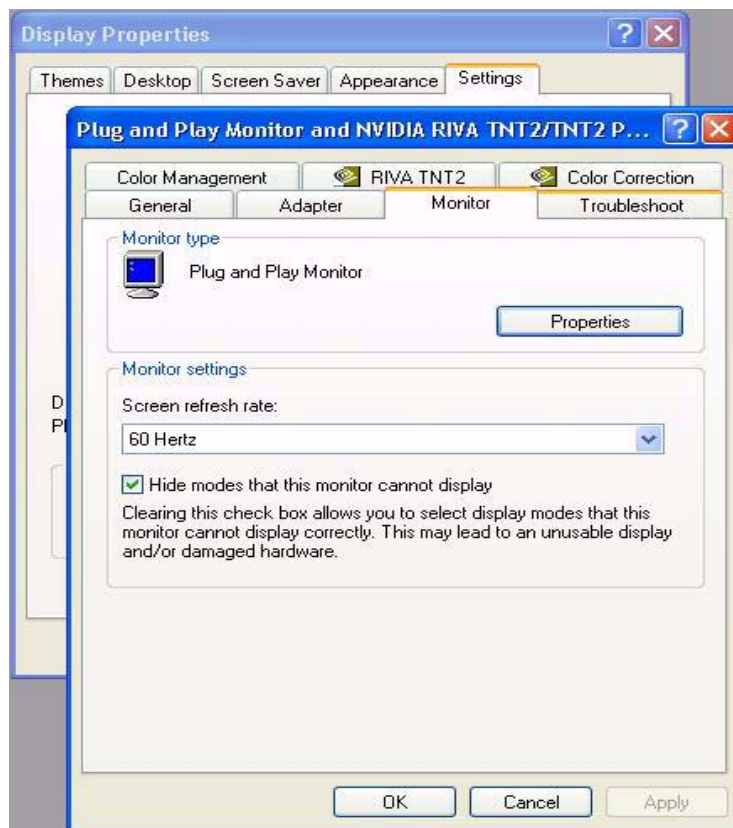 Display Properties
Themes Desktop Screen Saver Appearance Settings
Plug and Play Monitor and NVIDIA RIVA TNT2/TNT2 P...
Color Management RIVA TNT2 Color Correction
General Adapter Monitor Troubleshoot
Monitor type
Plug and Play Monitor
Properties
Monitor settings
D
Screen refresh rate:
Pl
60 Hertz
Hide modes that this monitor cannot display
Clearing this check box allows you to select display modes that this
monitor cannot display correctly. This may lead to an unusable display
and/or damaged hardware.
OK Cancel Apply